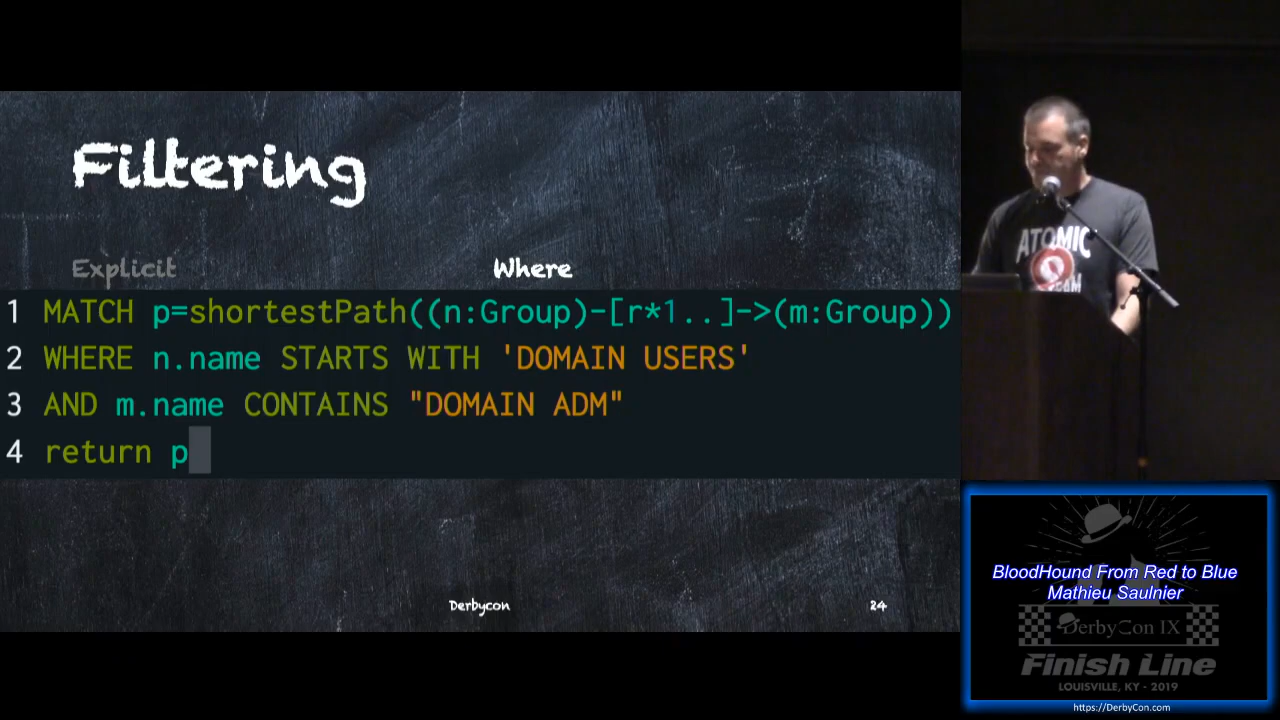 Filtering
Explicit
Where
1 MATCH p=shortestPath((n:Group)-[r*1..]->(m:Group))
2 WHERE n.name STARTS WITH 'DOMAIN USERS'
3 AND m.name CONTAINS "DOMAIN ADM"
4 return p
Derbycon
24
ATOMIC
BloodHound From Red to Blue
Mathieu Saulnier
DerbyCon IX
Finish Line
LOUISVILLE, KY - 2019
https://DerbyCon.com